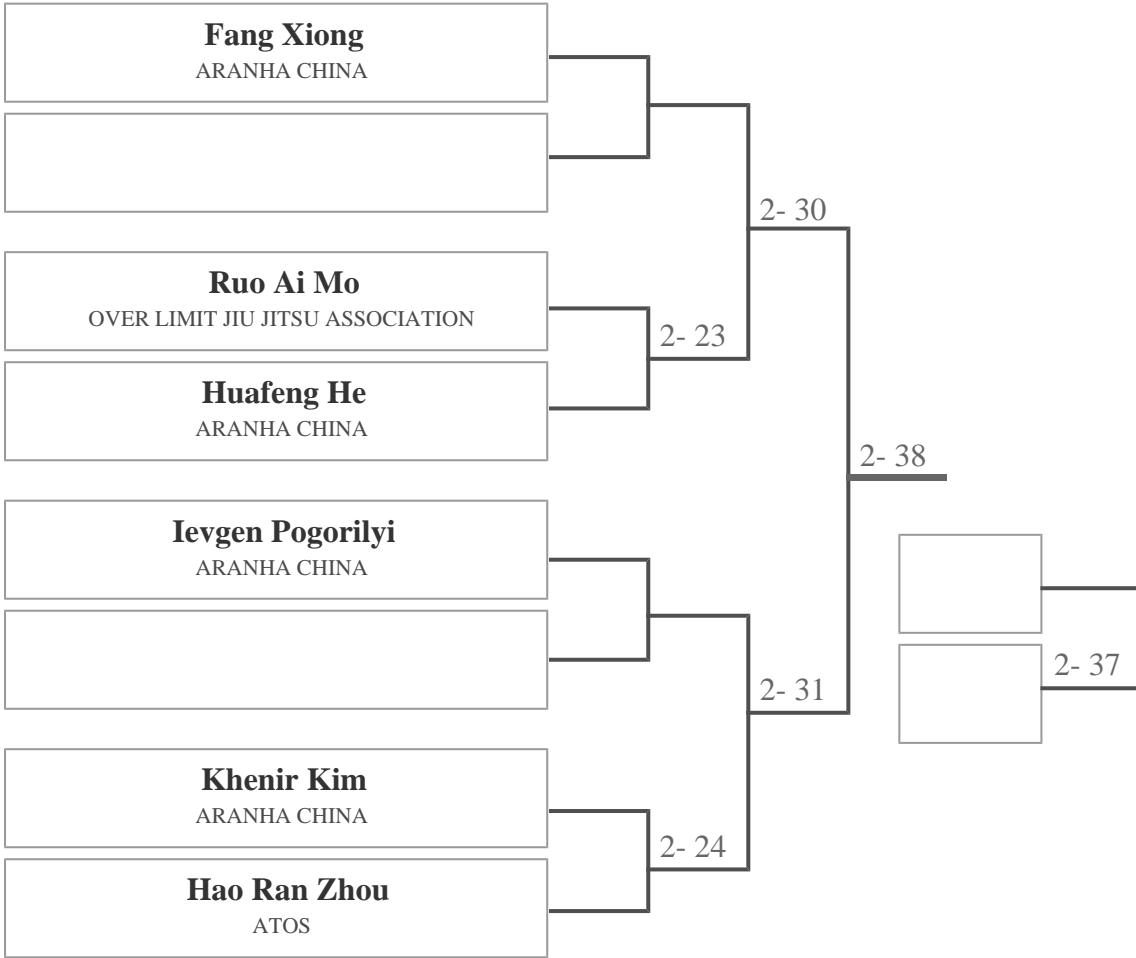 Fang Xiong
ARANHA CHINA
2- 30
Ruo Ai Mo
OVER LIMIT JIU JITSU ASSOCIATION
2- 23
Huafeng He
ARANHA CHINA
2- 38
Ievgen Pogorilyi
ARANHA CHINA
2- 37
2- 31
Khenir Kim
ARANHA CHINA
2- 24
Hao Ran Zhou
ATOS